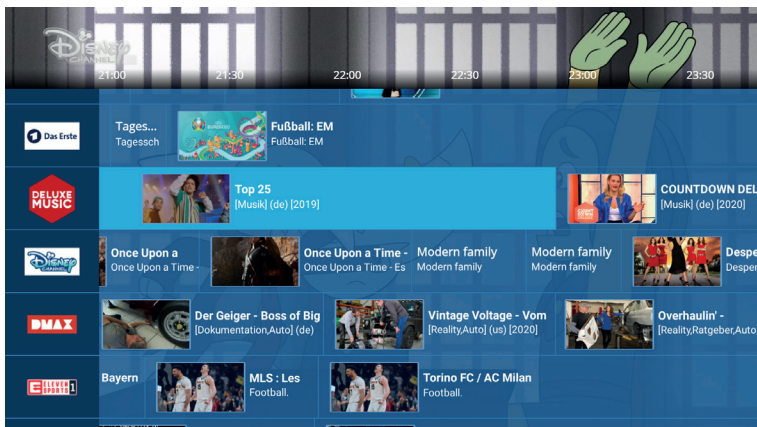 Disney
CHANNEL
21:00 21:30 22:00 22:30 23:00 23:30
1 Das Erste
Tages...
Tagessch
Fußball: EM
Fußball: EM
DELUXE
MUSIC
Top 25
[Musik] (de) [2019]
COUNTDOWN DEL
[Musik] (de) [2020]
Disney
CHANNEL
Once Upon a
Once Upon a Time -
Once Upon a Time -
Once Upon a Time - Es
Modern family
Modern family
Modern family
Modern family
Despe
Desper
DMAX
Der Geiger - Boss of Big
[Dokumentation,Auto] (de)
Vintage Voltage - Vom
[Reality,Auto] (us) [2020]
Overhaulin' -
[Reality,Ratgeber,Auto
ELEVEN
SPORTS 1
Bayern
MLS : Les
Football.
Torino FC / AC Milan
Football.